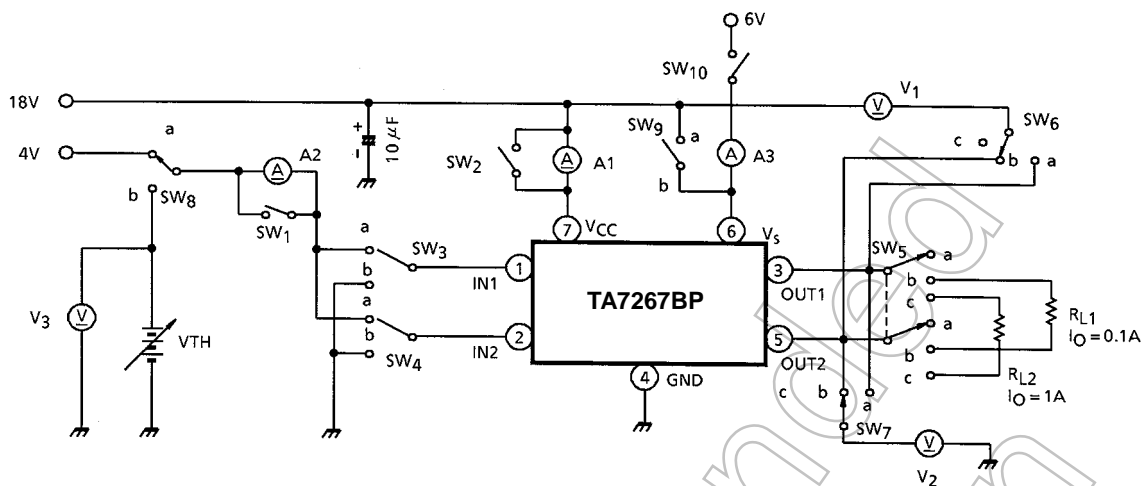 6V
SW10
18V
V
V1
SW6
c
b
a
+
-
10 μF
SW2
A
A1
SW9
a
b
A
A3
4V
a
b
SW8
A
A2
SW1
7
VCC
6
VS
a
SW3
b
1
IN1
a
b
SW4
2
IN2
TA7267BP
3
OUT1
5
OUT2
4
GND
SW5
a
b
c
a
b
c
RL1
IO=0.1A
RL2
IO=1A
V3
V
VTH
c
b
a
SW7
V
V2